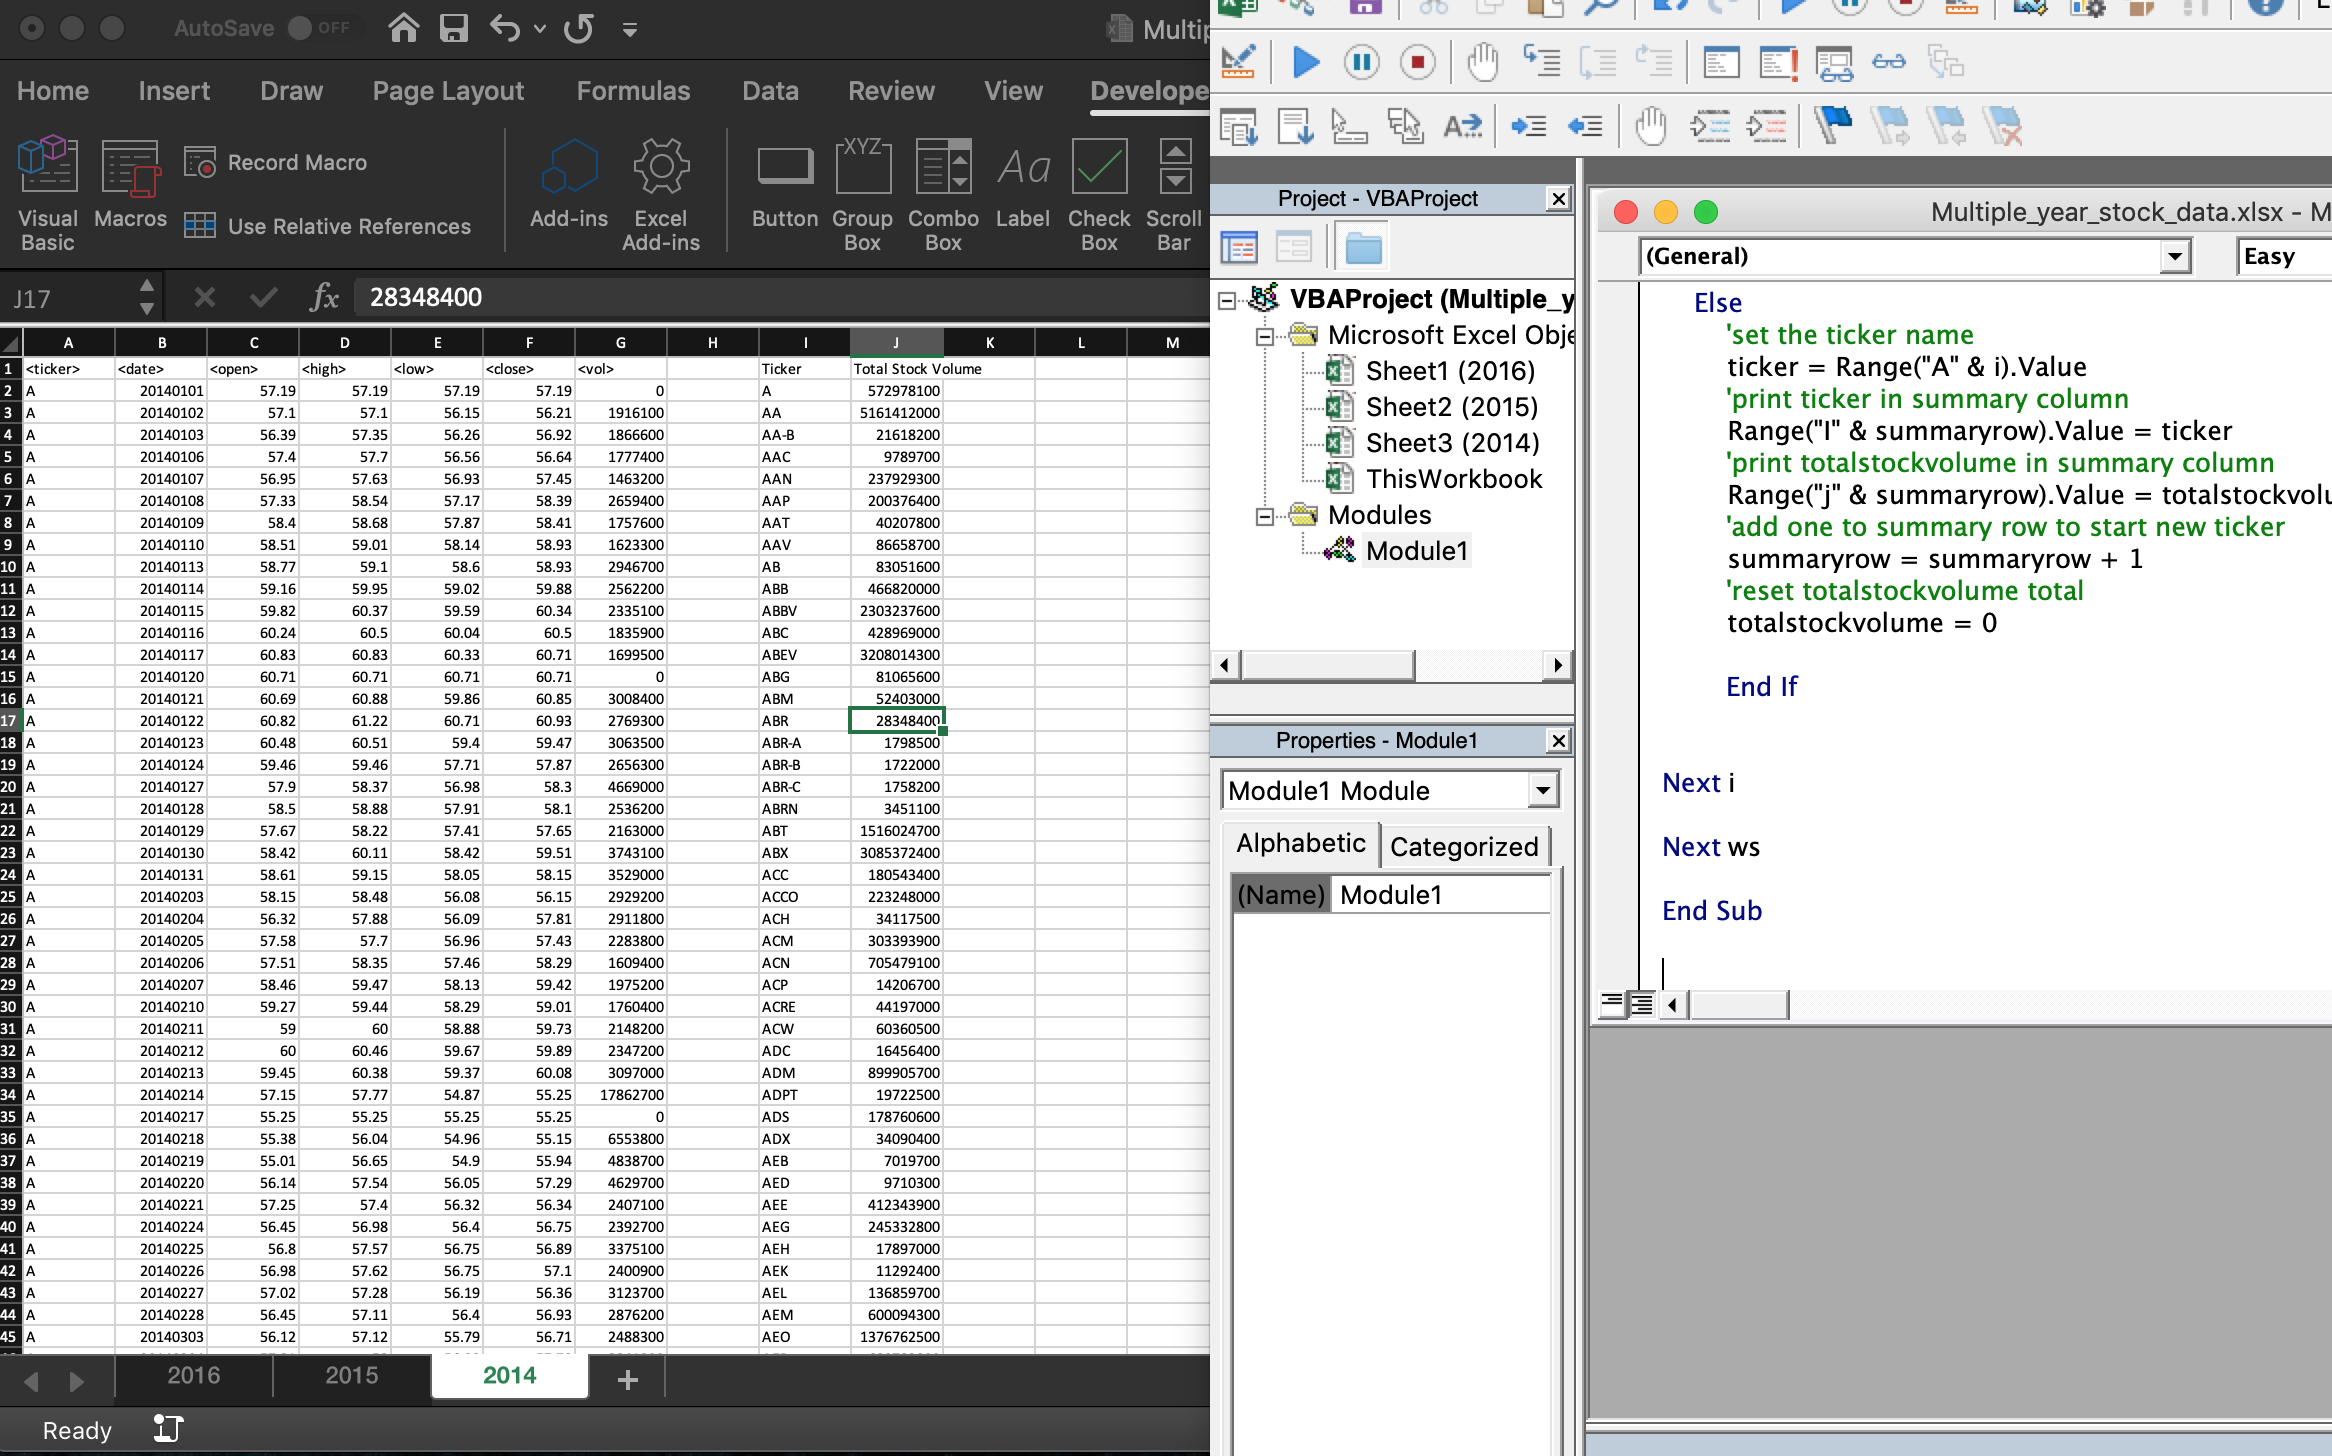 AutoSave OFF
Home Insert Draw Page Layout Formulas Data Review View
Visual Basic
Macros
Record Macro
Use Relative References
Add-ins
Excel Add-ins
XYZ
Aa
Button
Group Box
Combo Box
Label
Check Box
Scroll Bar
J17 fx 28348400
A B C D E F G H I J K L M
1 <ticker> <date> <open> <high> <low> <close> <vol> Ticker Total Stock Volume
2 A 20140101 57.19 57.19 57.19 57.19 0 A 572978100
3 A 20140102 57.1 57.1 56.15 56.21 1916100 AA 5161412000
4 A 20140103 56.39 57.35 56.26 56.92 1866600 AA-B 21618200
5 A 20140106 57.4 57.7 56.56 56.64 1777400 AAC 9789700
6 A 20140107 56.95 57.63 56.93 57.45 1463200 AAN 237929300
7 A 20140108 57.33 58.54 57.17 58.39 2659400 AAP 200376400
8 A 20140109 58.4 58.68 57.87 58.41 1757600 AAT 40207800
9 A 20140110 58.51 59.01 58.14 58.93 1623300 AAV 86658700
10 A 20140113 58.77 59.1 58.6 58.93 2946700 AB 83051600
11 A 20140114 59.16 59.95 59.02 59.88 2562200 ABB 466820000
12 A 20140115 59.82 60.37 59.59 60.34 2335100 ABBV 2303237600
13 A 20140116 60.24 60.5 60.04 60.5 1835900 ABC 428969000
14 A 20140117 60.83 60.83 60.33 60.71 1699500 ABEV 3208014300
15 A 20140120 60.71 60.71 60.71 60.71 0 ABG 81065600
16 A 20140121 60.69 60.88 59.86 60.85 3008400 ABM 52403000
17 A 20140122 60.82 61.22 60.71 60.93 2769300 ABR 28348400
18 A 20140123 60.48 60.51 59.4 59.47 3063500 ABR-A 1798500
19 A 20140124 59.46 59.46 57.71 57.87 2656300 ABR-B 1722000
20 A 20140127 57.9 58.37 56.98 58.3 4669000 ABR-C 1758200
21 A 20140128 58.5 58.88 57.91 58.1 2536200 ABRN 3451100
22 A 20140129 57.67 58.22 57.41 57.65 2163000 ABT 1516024700
23 A 20140130 58.42 60.11 58.42 59.51 3743100 ABX 3085372400
24 A 20140131 58.61 59.15 58.05 58.15 3529000 ACC 180543400
25 A 20140203 58.15 58.48 56.08 56.15 2929200 ACCO 223248000
26 A 20140204 56.32 57.88 56.09 57.81 2911800 ACH 34117500
27 A 20140205 57.58 57.7 56.96 57.43 2283800 ACM 303393900
28 A 20140206 57.51 58.35 57.46 58.29 1609400 ACN 705479100
29 A 20140207 58.46 59.47 58.13 59.42 1975200 ACP 14206700
30 A 20140210 59.27 59.44 58.29 59.01 1760400 ACRE 44197000
31 A 20140211 59 60 58.88 59.73 2148200 ACW 60360500
32 A 20140212 60 60.46 59.67 59.89 2347200 ADC 16456400
33 A 20140213 59.45 60.38 59.37 60.08 3097000 ADM 899905700
34 A 20140214 57.15 57.77 54.87 55.25 17862700 ADPT 19722500
35 A 20140217 55.25 55.25 55.25 55.25 0 ADS 178760600
36 A 20140218 55.38 56.04 54.96 55.15 6553800 ADX 34090400
37 A 20140219 55.01 56.65 54.9 55.94 4838700 AEB 7019700
38 A 20140220 56.14 57.54 56.05 57.29 4629700 AED 9710300
39 A 20140221 57.25 57.4 56.32 56.34 2407100 AEE 412343900
40 A 20140224 56.45 56.98 56.4 56.75 2392700 AEG 245332800
41 A 20140225 56.8 57.57 56.75 56.89 3375100 AEH 17897000
42 A 20140226 56.98 57.62 56.75 57.1 2400900 AEK 11292400
43 A 20140227 57.02 57.28 56.19 56.36 3123700 AEL 136859700
44 A 20140228 56.45 57.11 56.4 56.93 2876200 AEM 600094300
45 A 20140303 56.12 57.12 55.79 56.71 2488300 AEO 1376762500
2016 2015 2014 +
Ready
Project - VBAProject
VBAProject (Multiple_y
Microsoft Excel Obje
Sheet1 (2016)
Sheet2 (2015)
Sheet3 (2014)
ThisWorkbook
Modules
Module1
Properties - Module1
Module1 Module
Alphabetic Categorized
(Name) Module1
Multiple_year_stock_data.xlsx - M
(General) Easy
Else
'set the ticker name
ticker = Range("A" & i).Value
'print ticker in summary column
Range("I" & summaryrow).Value = ticker
'print totalstockvolume in summary column
Range("j" & summaryrow).Value = totalstockvolu
'add one to summary row to start new ticker
summaryrow = summaryrow + 1
'reset totalstockvolume total
totalstockvolume = 0
End If
Next i
Next ws
End Sub